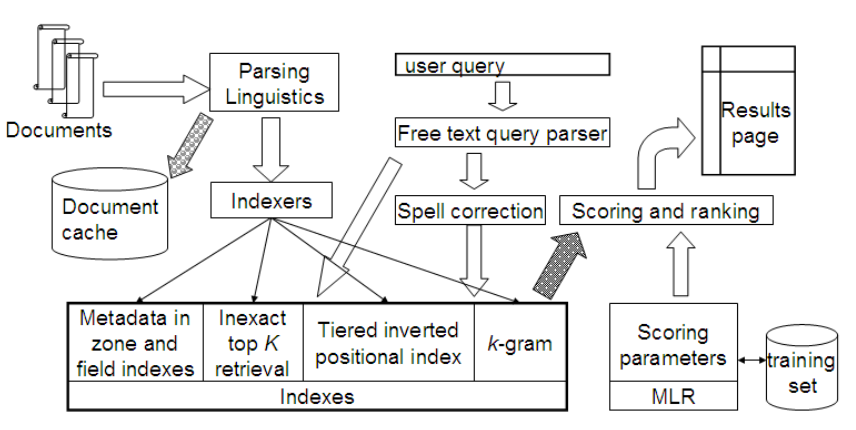 Documents
Parsing
Linguistics
user query
Free text query parser
Results
page
Document
cache
Indexers
Spell correction
Scoring and ranking
Metadata in
zone and
field indexes
Inexact
top K
retrieval
Tiered inverted
positional index
k-gram
Indexes
Scoring
parameters
MLR
training
set